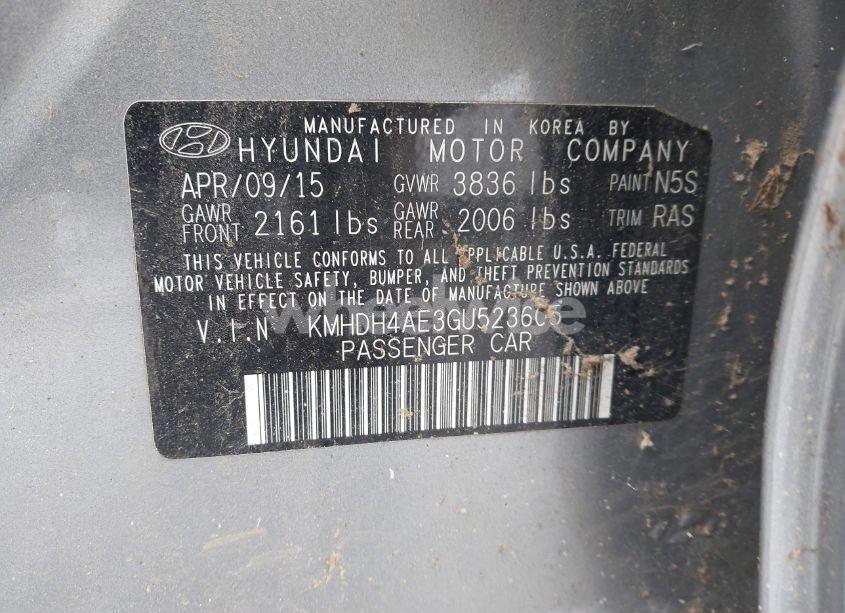 MANUFACTURED IN KOREA BY
HYUNDAI MOTOR COMPANY
APR/09/15 GVWR 3836 lbs PAINT N5S
GAWR FRONT 2161 lbs GAWR REAR 2006 lbs TRIM RAS
THIS VEHICLE CONFORMS TO ALL APPLICABLE U.S.A. FEDERAL
MOTOR VEHICLE SAFETY, BUMPER, AND THEFT PREVENTION STANDARDS
IN EFFECT ON THE DATE OF MANUFACTURE SHOWN ABOVE
V.I.N
PASSENGER CAR